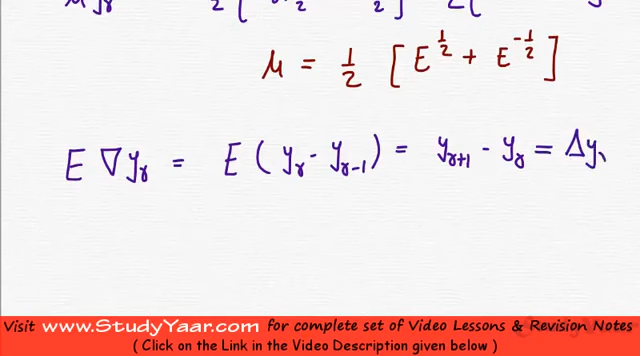 μ = 1/2 [ E^{1/2} + E^{-1/2} ]
E ∇ y_r = E ( y_r - y_{r-1} ) = y_{r+1} - y_r = Δy
Visit www.StudyYaar.com for complete set of Video Lessons & Revision Notes
( Click on the Link in the Video Description given below )